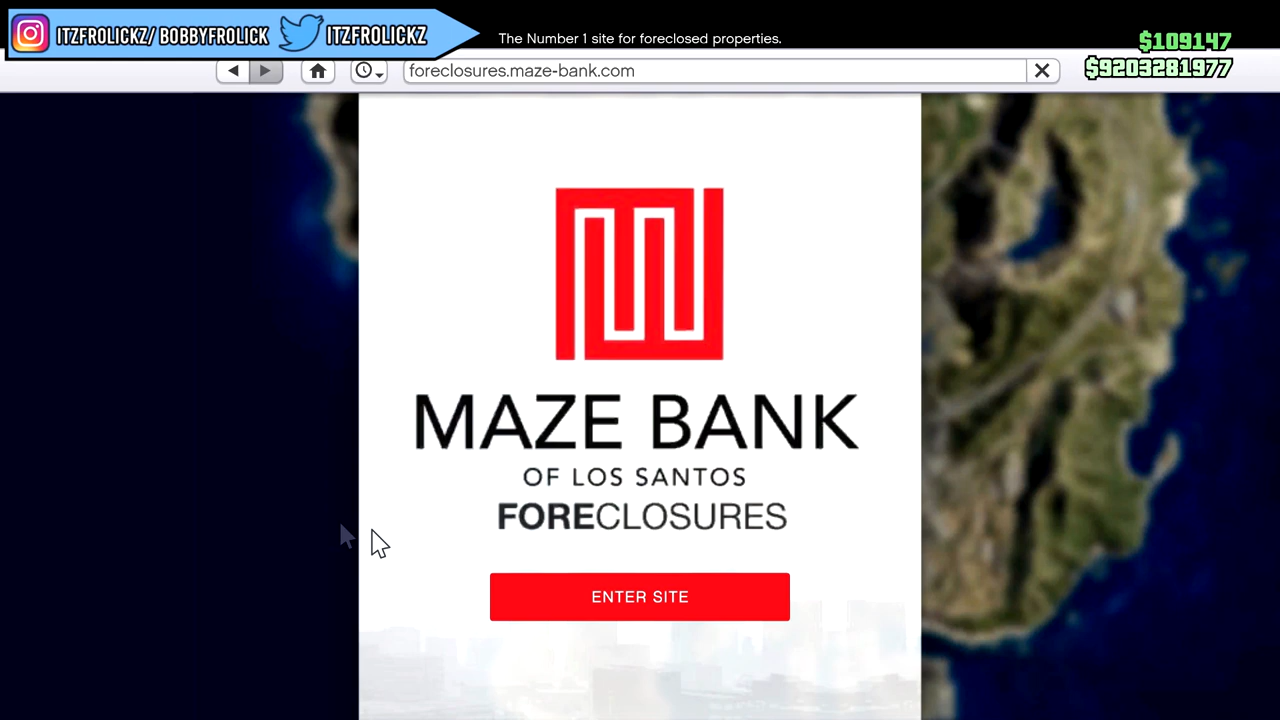 ITZFROLICKZ/ BOBBYFROLICK ITZFROLICKZ
The Number 1 site for foreclosed properties.
$109147
$9203281977
foreclosures.maze-bank.com
MAZE BANK
OF LOS SANTOS
FORECLOSURES
ENTER SITE